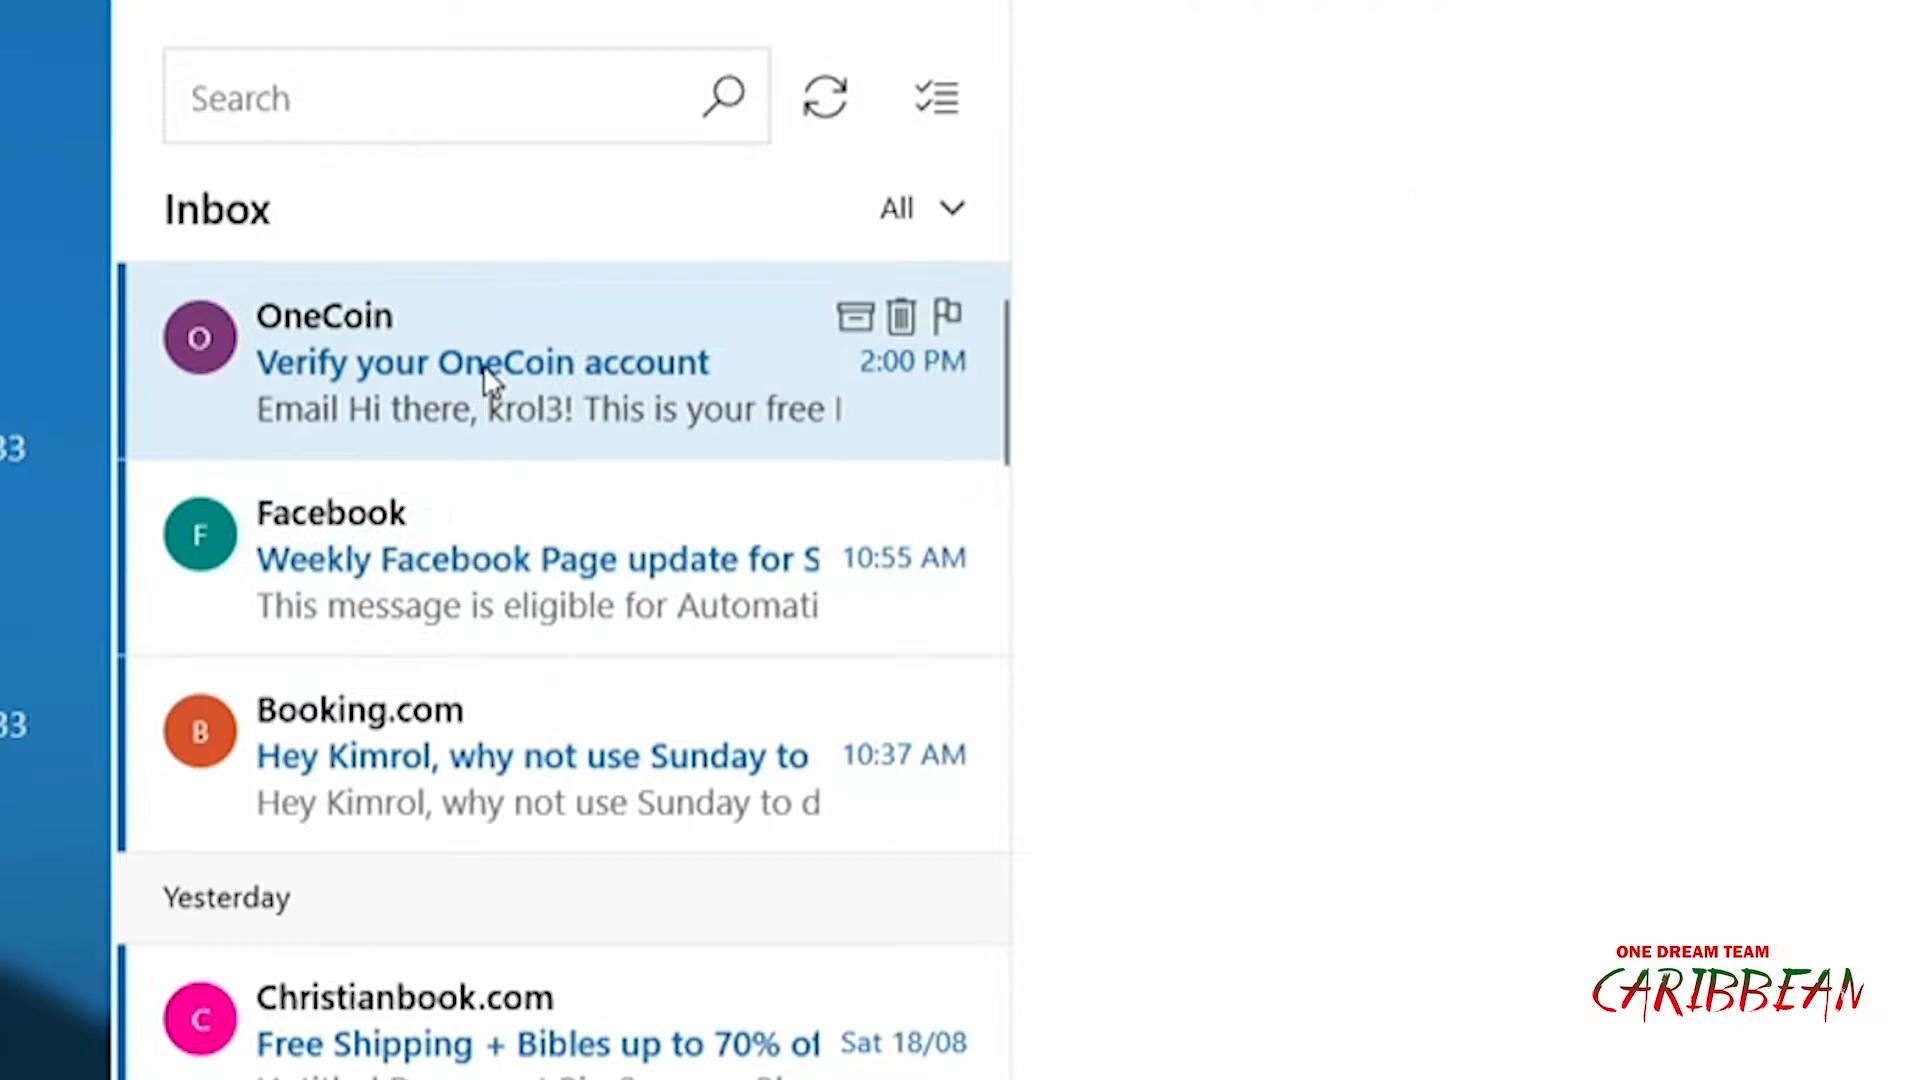 Search
Inbox
All
O
OneCoin
Verify your OneCoin account
2:00 PM
Email Hi there, krol3! This is your free
33
F
Facebook
Weekly Facebook Page update for S
10:55 AM
This message is eligible for Automati
B
Booking.com
Hey Kimrol, why not use Sunday to
10:37 AM
Hey Kimrol, why not use Sunday to d
33
Yesterday
C
Christianbook.com
Free Shipping + Bibles up to 70% of
Sat 18/08
ONE DREAM TEAM
CARIBBEAN